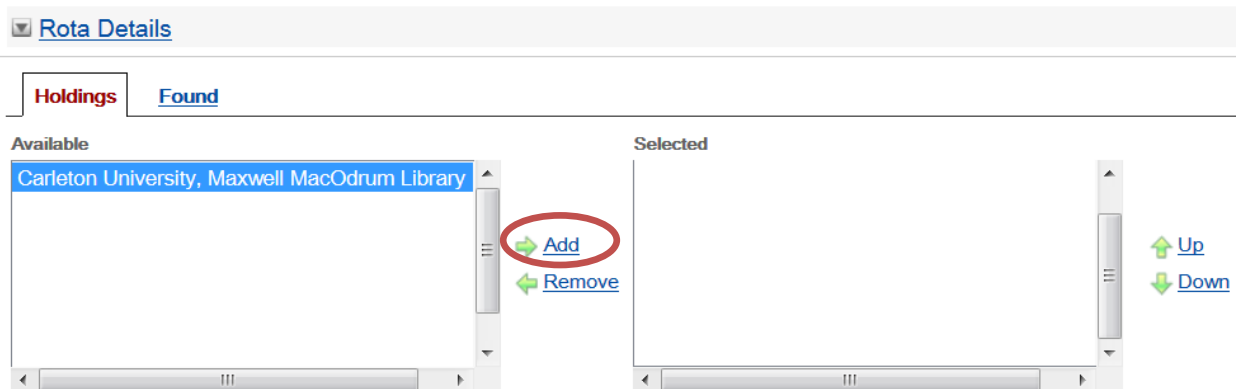 Rota Details
Holdings Found
Available Selected
Carleton University, Maxwell MacOdrum Library
Add Up
Remove Down